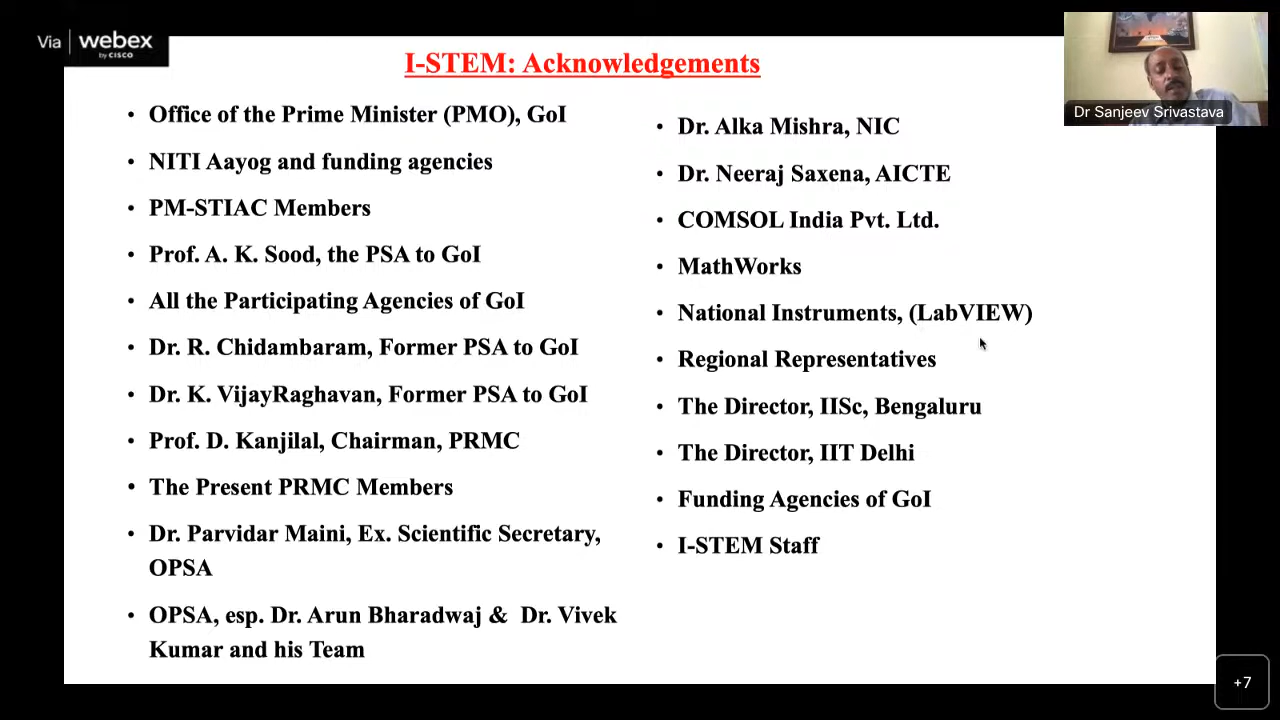 Via webex
by CISCO
I-STEM: Acknowledgements
• Office of the Prime Minister (PMO), GoI
• NITI Aayog and funding agencies
• PM-STIAC Members
• Prof. A. K. Sood, the PSA to GoI
• All the Participating Agencies of GoI
• Dr. R. Chidambaram, Former PSA to GoI
• Dr. K. VijayRaghavan, Former PSA to GoI
• Prof. D. Kanjilal, Chairman, PRMC
• The Present PRMC Members
• Dr. Parvidar Maini, Ex. Scientific Secretary,
OPSA
• OPSA, esp. Dr. Arun Bharadwaj & Dr. Vivek
Kumar and his Team
• Dr. Alka Mishra, NIC
• Dr. Neeraj Saxena, AICTE
• COMSOL India Pvt. Ltd.
• MathWorks
• National Instruments, (LabVIEW)
• Regional Representatives
• The Director, IISc, Bengaluru
• The Director, IIT Delhi
• Funding Agencies of GoI
• I-STEM Staff
Dr Sanjeev Srivastava
+7